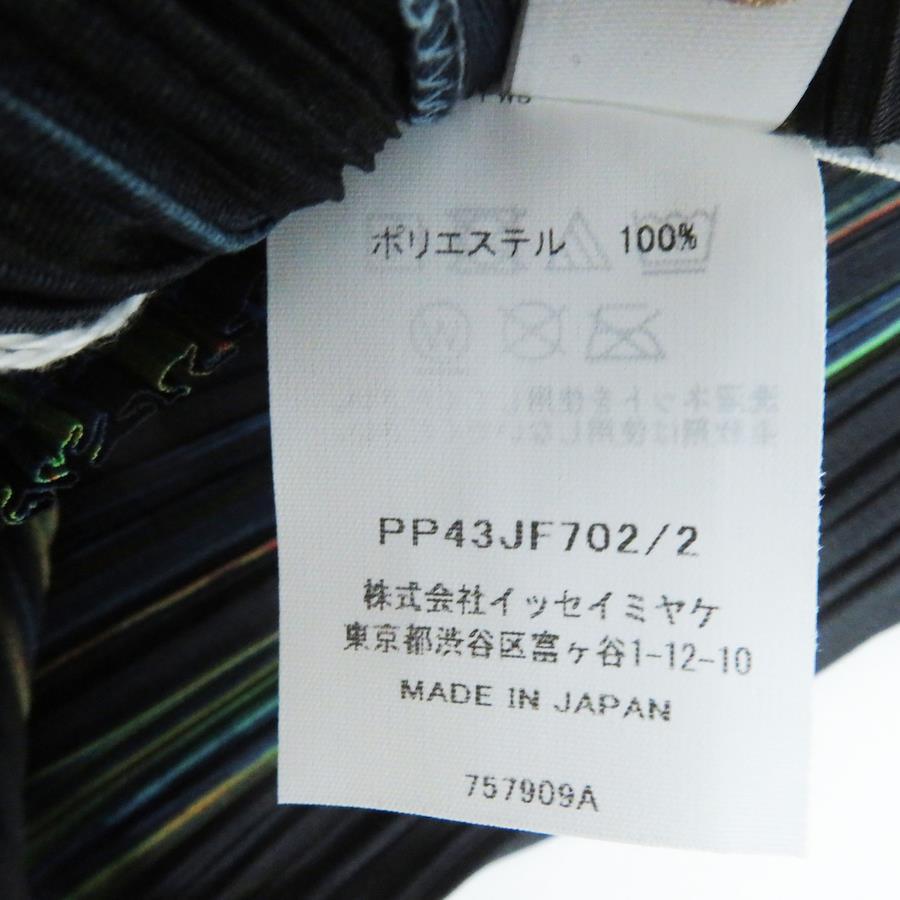 ポリエステル 100%
PP43JF702/2
株式会社イッセイミヤケ
東京都渋谷区富ヶ谷1-12-10
MADE IN JAPAN
757909A